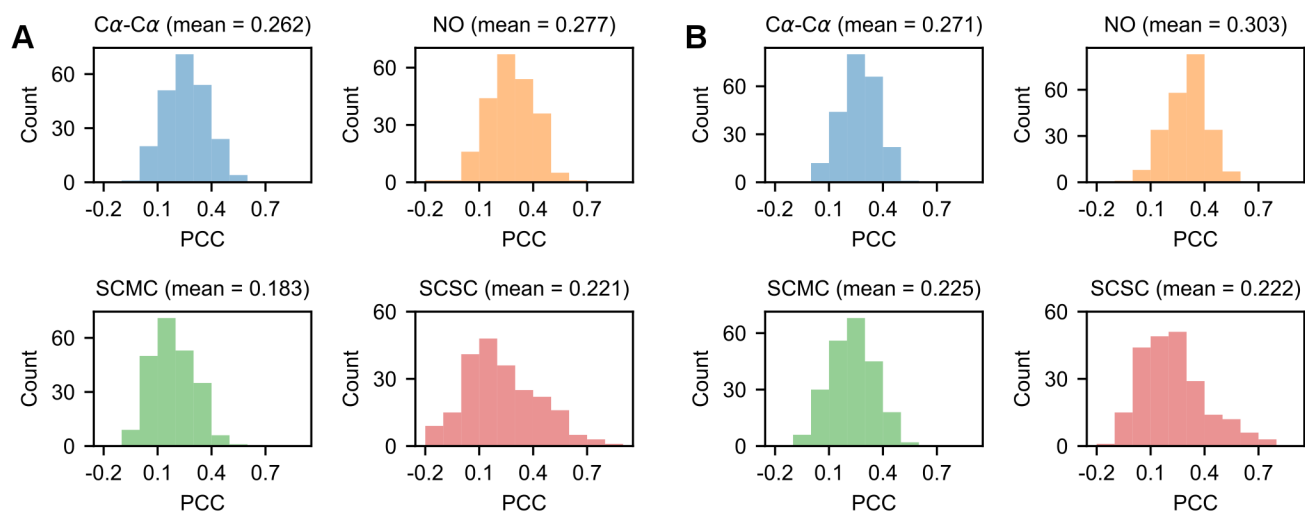 A
Cα-Cα (mean = 0.262)
Count
60
30
0
-0.2 0.1 0.4 0.7
PCC
NO (mean = 0.277)
Count
60
30
0
-0.2 0.1 0.4 0.7
PCC
SCMC (mean = 0.183)
Count
60
30
0
-0.2 0.1 0.4 0.7
PCC
SCSC (mean = 0.221)
Count
60
30
0
-0.2 0.1 0.4 0.7
PCC
B
Cα-Cα (mean = 0.271)
Count
60
30
0
-0.2 0.1 0.4 0.7
PCC
NO (mean = 0.303)
Count
60
30
0
-0.2 0.1 0.4 0.7
PCC
SCMC (mean = 0.225)
Count
60
30
0
-0.2 0.1 0.4 0.7
PCC
SCSC (mean = 0.222)
Count
60
30
0
-0.2 0.1 0.4 0.7
PCC